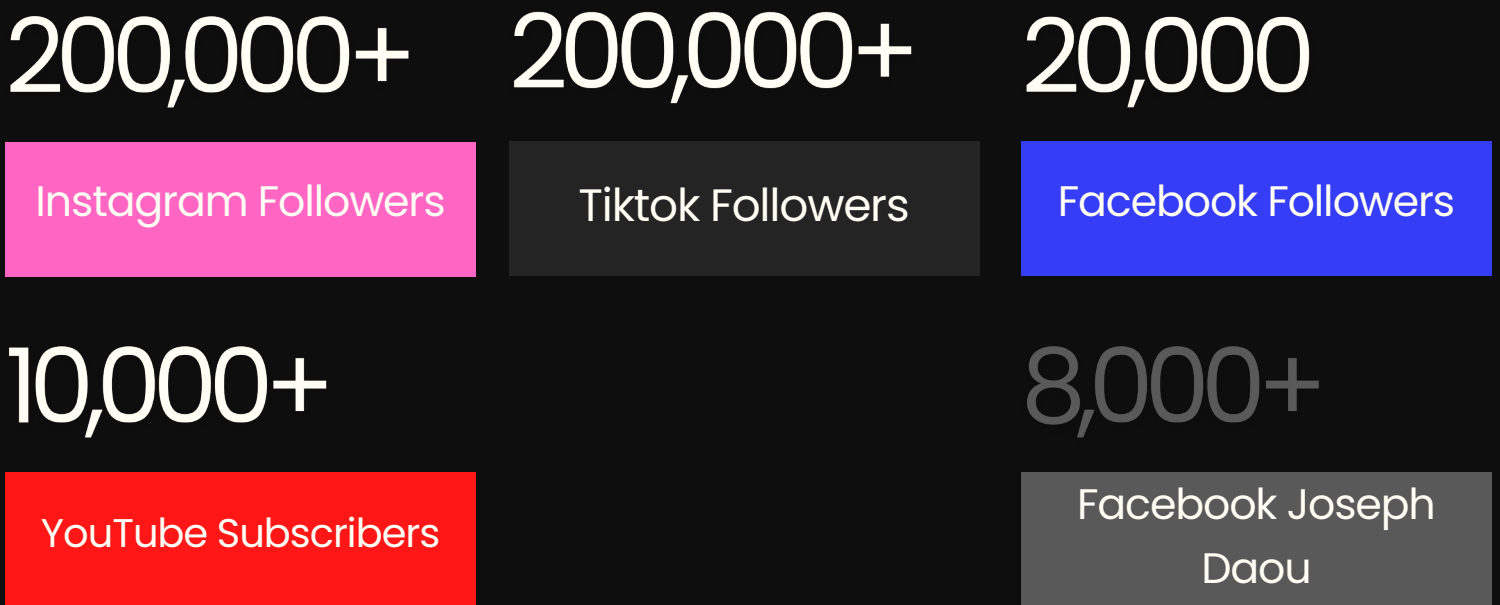 200,000+
Instagram Followers
200,000+
Tiktok Followers
20,000
Facebook Followers
10,000+
YouTube Subscribers
8,000+
Facebook Joseph
Daou